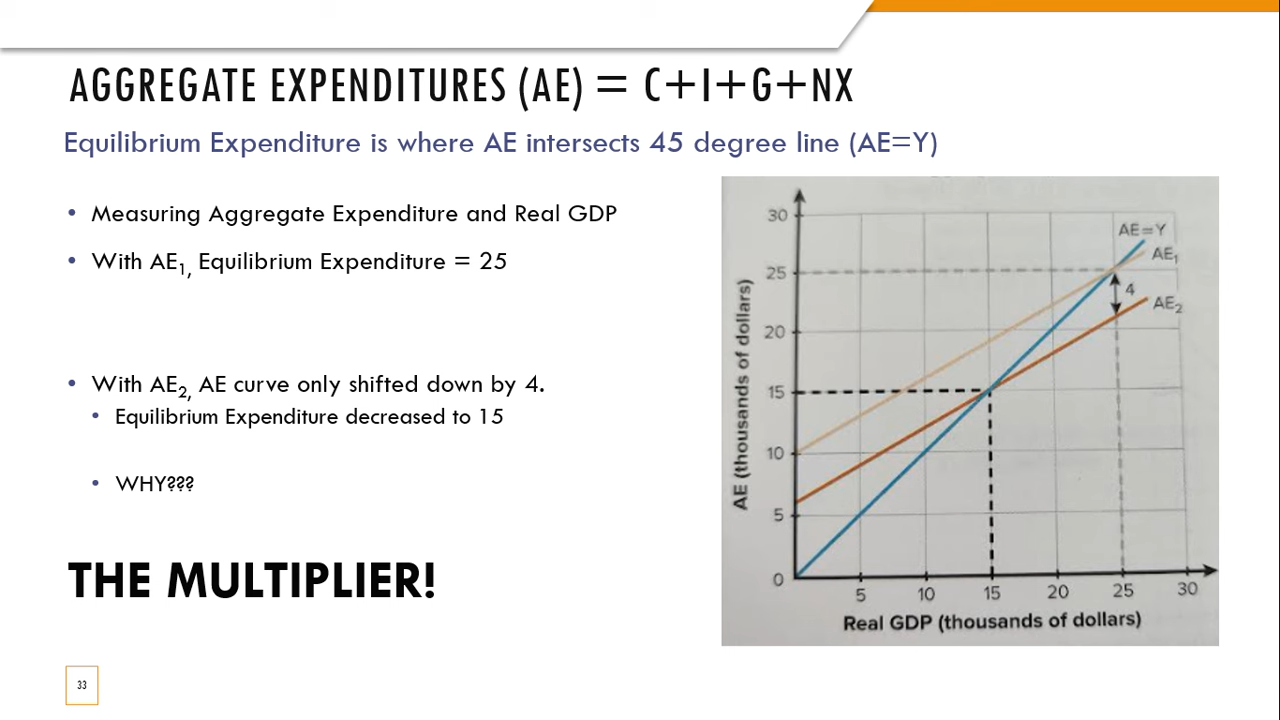 AGGREGATE EXPENDITURES (AE) = C+I+G+NX
Equilibrium Expenditure is where AE intersects 45 degree line (AE=Y)
• Measuring Aggregate Expenditure and Real GDP
• With AE1, Equilibrium Expenditure = 25
• With AE2, AE curve only shifted down by 4.
• Equilibrium Expenditure decreased to 15
• WHY???
THE MULTIPLIER!
33
AE (thousands of dollars)
30
25
20
15
10
5
0
AE=Y
AE1
4
AE2
5 10 15 20 25 30
Real GDP (thousands of dollars)